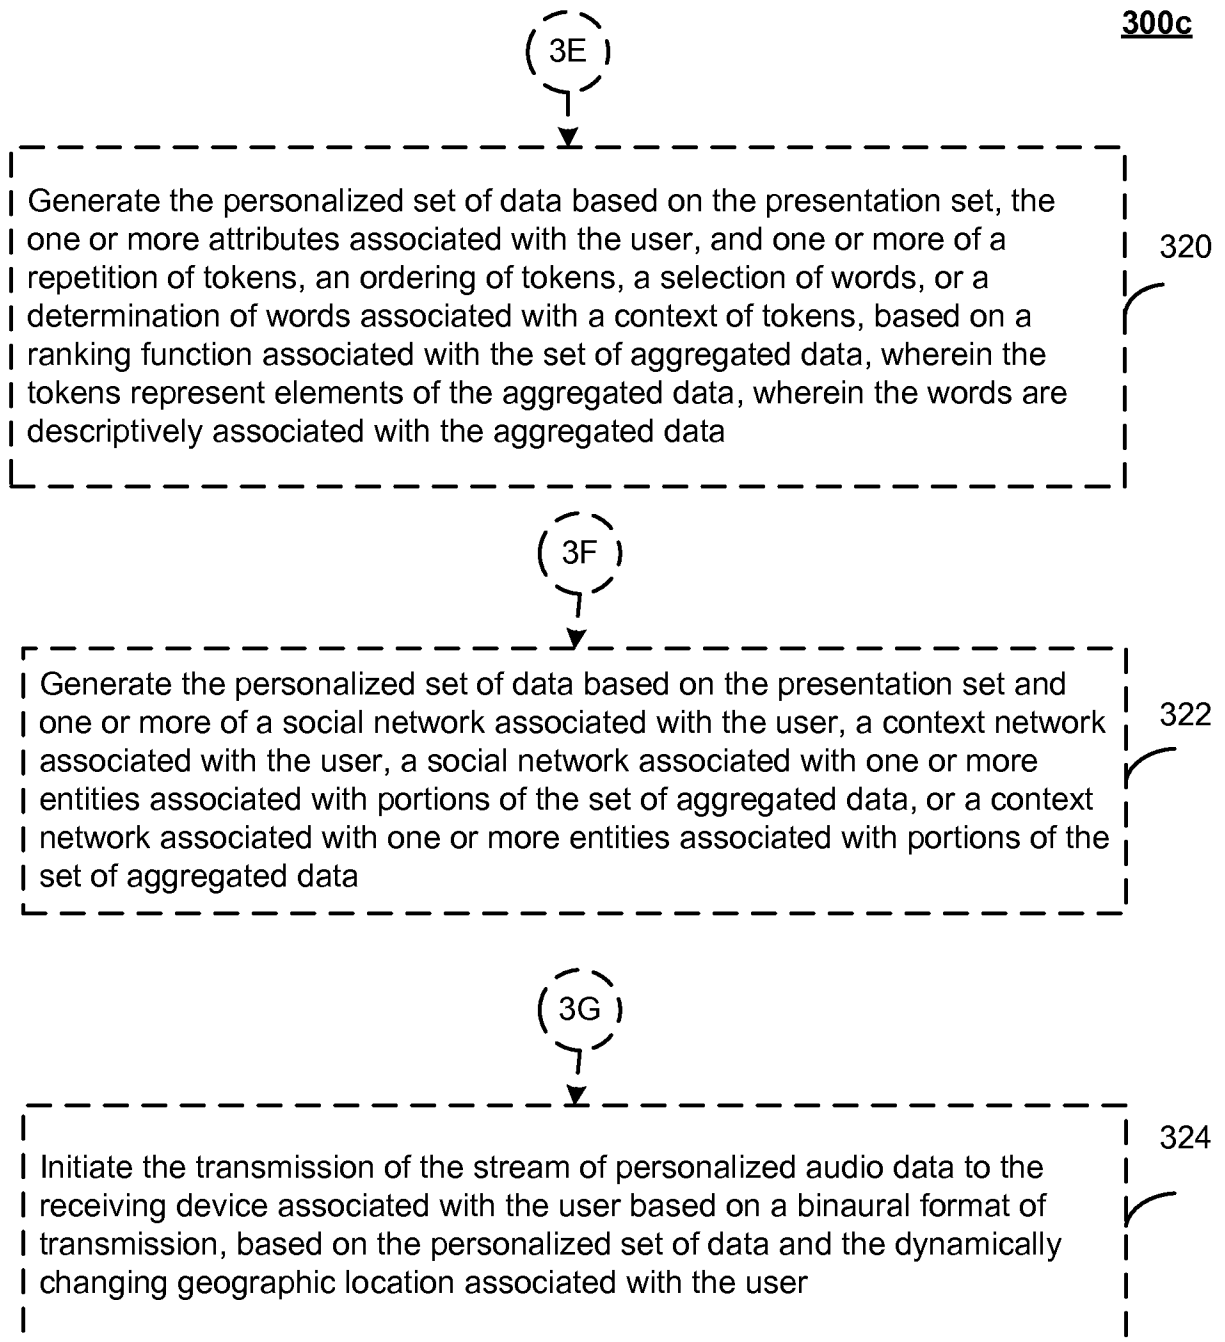 300c
3E
Generate the personalized set of data based on the presentation set, the
one or more attributes associated with the user, and one or more of a
repetition of tokens, an ordering of tokens, a selection of words, or a
determination of words associated with a context of tokens, based on a
ranking function associated with the set of aggregated data, wherein the
tokens represent elements of the aggregated data, wherein the words are
descriptively associated with the aggregated data
320
3F
Generate the personalized set of data based on the presentation set and
one or more of a social network associated with the user, a context network
associated with the user, a social network associated with one or more
entities associated with portions of the set of aggregated data, or a context
network associated with one or more entities associated with portions of the
set of aggregated data
322
3G
Initiate the transmission of the stream of personalized audio data to the
receiving device associated with the user based on a binaural format of
transmission, based on the personalized set of data and the dynamically
changing geographic location associated with the user
324